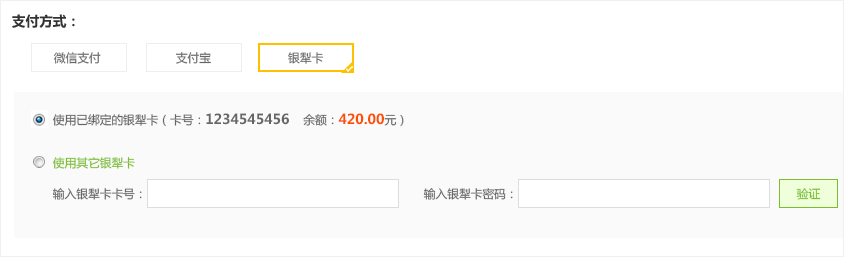 支付方式：
微信支付 支付宝 银犁卡
使用已绑定的银犁卡（卡号：1234545456 余额：420.00元）
使用其它银犁卡
输入银犁卡卡号： 输入银犁卡密码： 验证